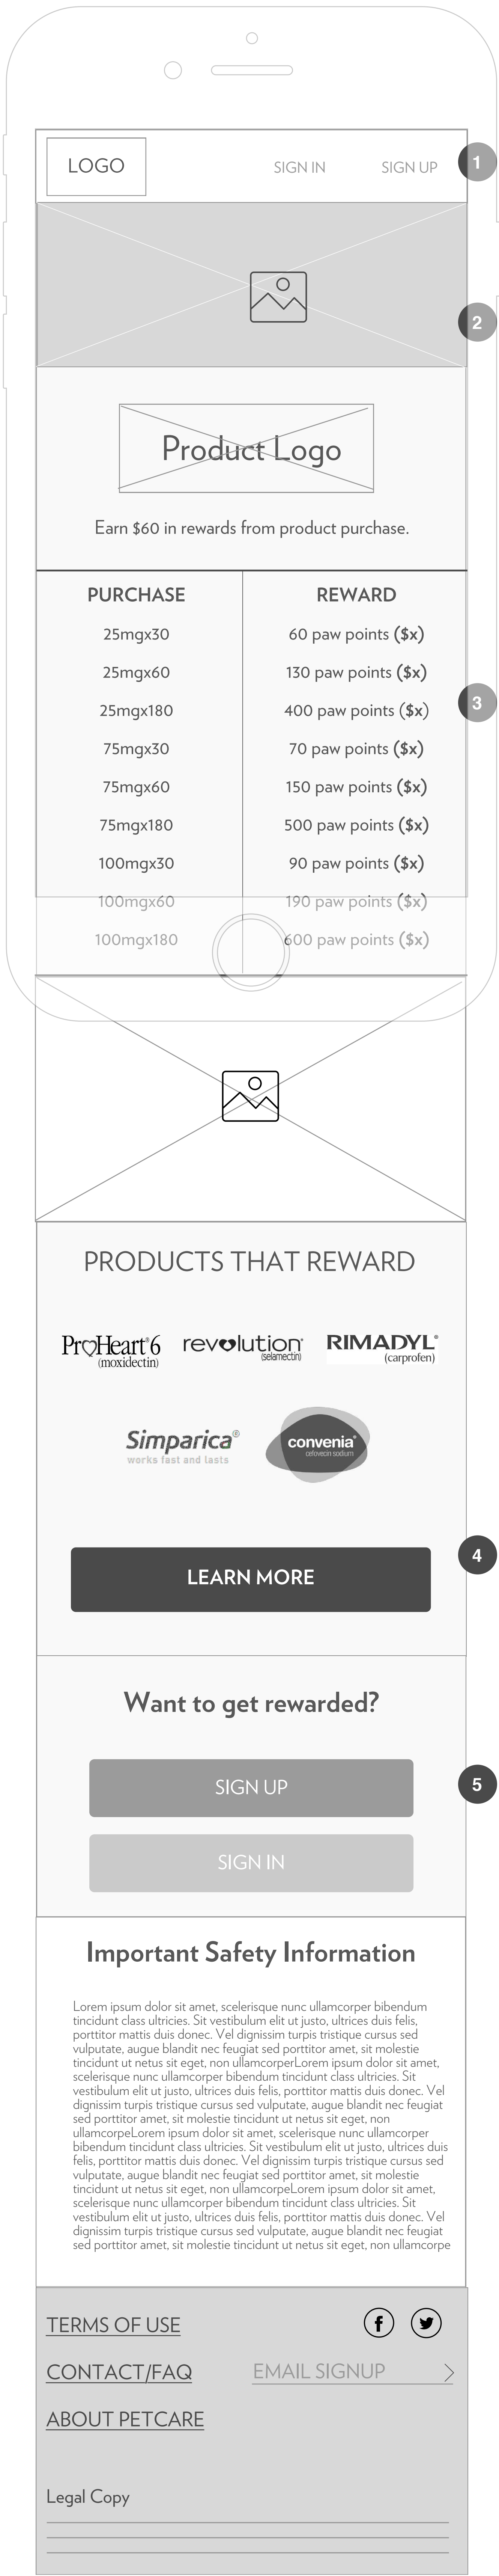 LOGO
SIGN IN
SIGN UP
1
2
Product Logo
Earn $60 in rewards from product purchase.
PURCHASE REWARD
25mgx30 60 paw points ($x)
25mgx60 130 paw points ($x)
25mgx180 400 paw points ($x)
3
75mgx30 70 paw points ($x)
75mgx60 150 paw points ($x)
75mgx180 500 paw points ($x)
100mgx30 90 paw points ($x)
100mgx60 190 paw points ($x)
100mgx180 600 paw points ($x)
PRODUCTS THAT REWARD
ProHeart® 6
(moxidectin)
revolution®
(selamectin)
RIMADYL®
(carprofen)
Simparica®
works fast and lasts
convenia®
cefovecin sodium
4
LEARN MORE
Want to get rewarded?
5
SIGN UP
SIGN IN
Important Safety Information
Lorem ipsum dolor sit amet, scelerisque nunc ullamcorper bibendum
tincidunt class ultricies. Sit vestibulum elit ut justo, ultrices duis felis,
porttitor mattis duis donec. Vel dignissim turpis tristique cursus sed
vulputate, augue blandit nec feugiat sed porttitor amet, sit molestie
tincidunt ut netus sit eget, non ullamcorperLorem ipsum dolor sit amet,
scelerisque nunc ullamcorper bibendum tincidunt class ultricies. Sit
vestibulum elit ut justo, ultrices duis felis, porttitor mattis duis donec. Vel
dignissim turpis tristique cursus sed vulputate, augue blandit nec feugiat
sed porttitor amet, sit molestie tincidunt ut netus sit eget, non
ullamcorpeLorem ipsum dolor sit amet, scelerisque nunc ullamcorper
bibendum tincidunt class ultricies. Sit vestibulum elit ut justo, ultrices duis
felis, porttitor mattis duis donec. Vel dignissim turpis tristique cursus sed
vulputate, augue blandit nec feugiat sed porttitor amet, sit molestie
tincidunt ut netus sit eget, non ullamcorpeLorem ipsum dolor sit amet,
scelerisque nunc ullamcorper bibendum tincidunt class ultricies. Sit
vestibulum elit ut justo, ultrices duis felis, porttitor mattis duis donec. Vel
dignissim turpis tristique cursus sed vulputate, augue blandit nec feugiat
sed porttitor amet, sit molestie tincidunt ut netus sit eget, non ullamcorpe
TERMS OF USE
CONTACT/FAQ
EMAIL SIGNUP
ABOUT PETCARE
Legal Copy